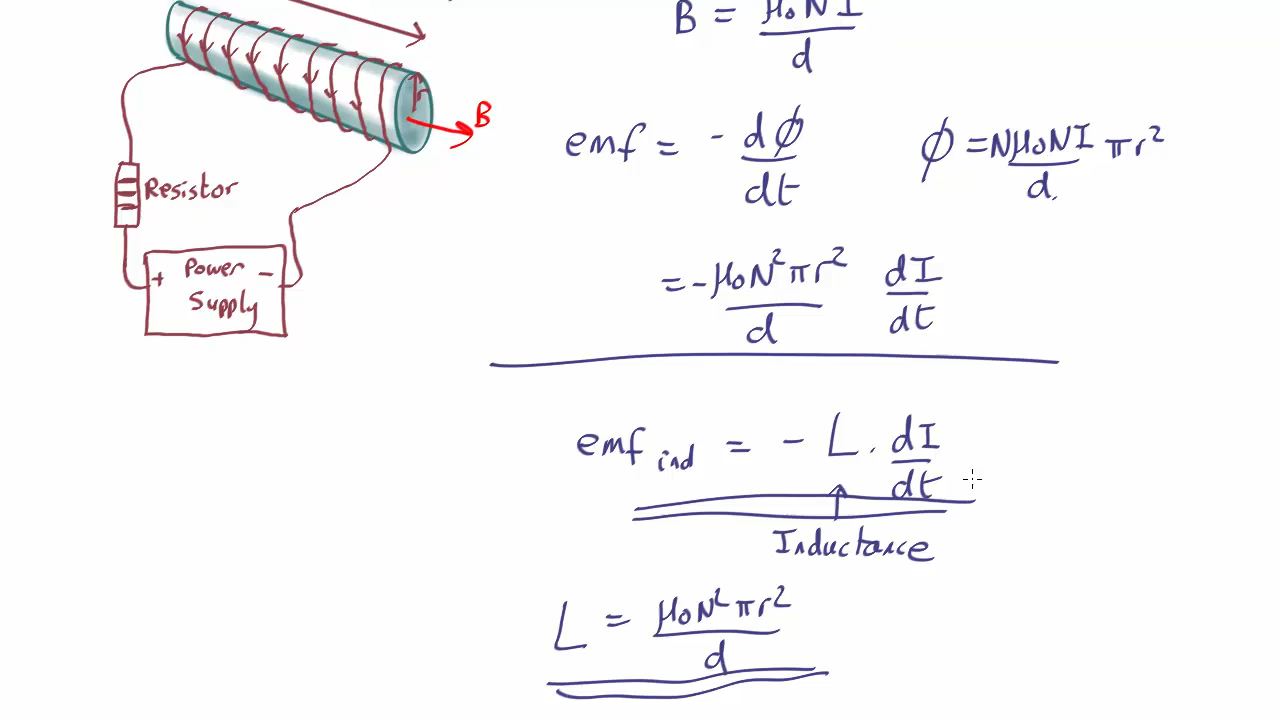 B = μ₀NI / d
emf = - dϕ / dt
ϕ = Nμ₀NI / d. πr²
= - μ₀N²πr² / d dI / dt
emf ind = - L . dI / dt
Inductance
L = μ₀N²πr² / d
B
r
Resistor
+ Power -
Supply